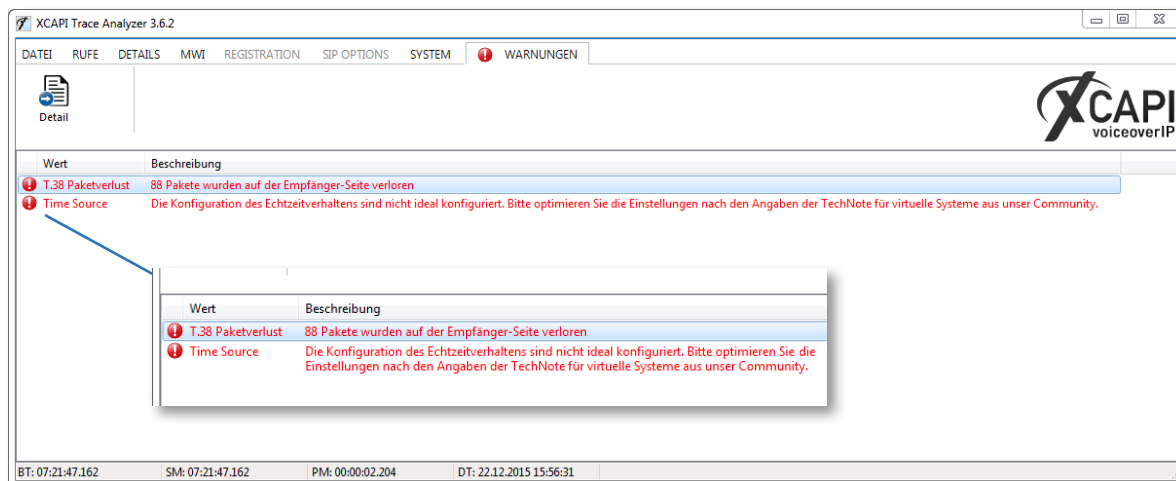 XCAPI Trace Analyzer 3.6.2
DATEI RUFE DETAILS MWI REGISTRATION SIP OPTIONS SYSTEM WARNUNGEN
Detail
XCAPI
voiceoverIP
Wert Beschreibung
T.38 Paketverlust 88 Pakete wurden auf der Empfänger-Seite verloren
Time Source Die Konfiguration des Echtzeitverhaltens sind nicht ideal konfiguriert. Bitte optimieren Sie die Einstellungen nach den Angaben der TechNote für virtuelle Systeme aus unser Community.
Wert Beschreibung
T.38 Paketverlust 88 Pakete wurden auf der Empfänger-Seite verloren
Time Source Die Konfiguration des Echtzeitverhaltens sind nicht ideal konfiguriert. Bitte optimieren Sie die
Einstellungen nach den Angaben der TechNote für virtuelle Systeme aus unser Community.
BT: 07:21:47.162 SM: 07:21:47.162 PM: 00:00:02.204 DT: 22.12.2015 15:56:31